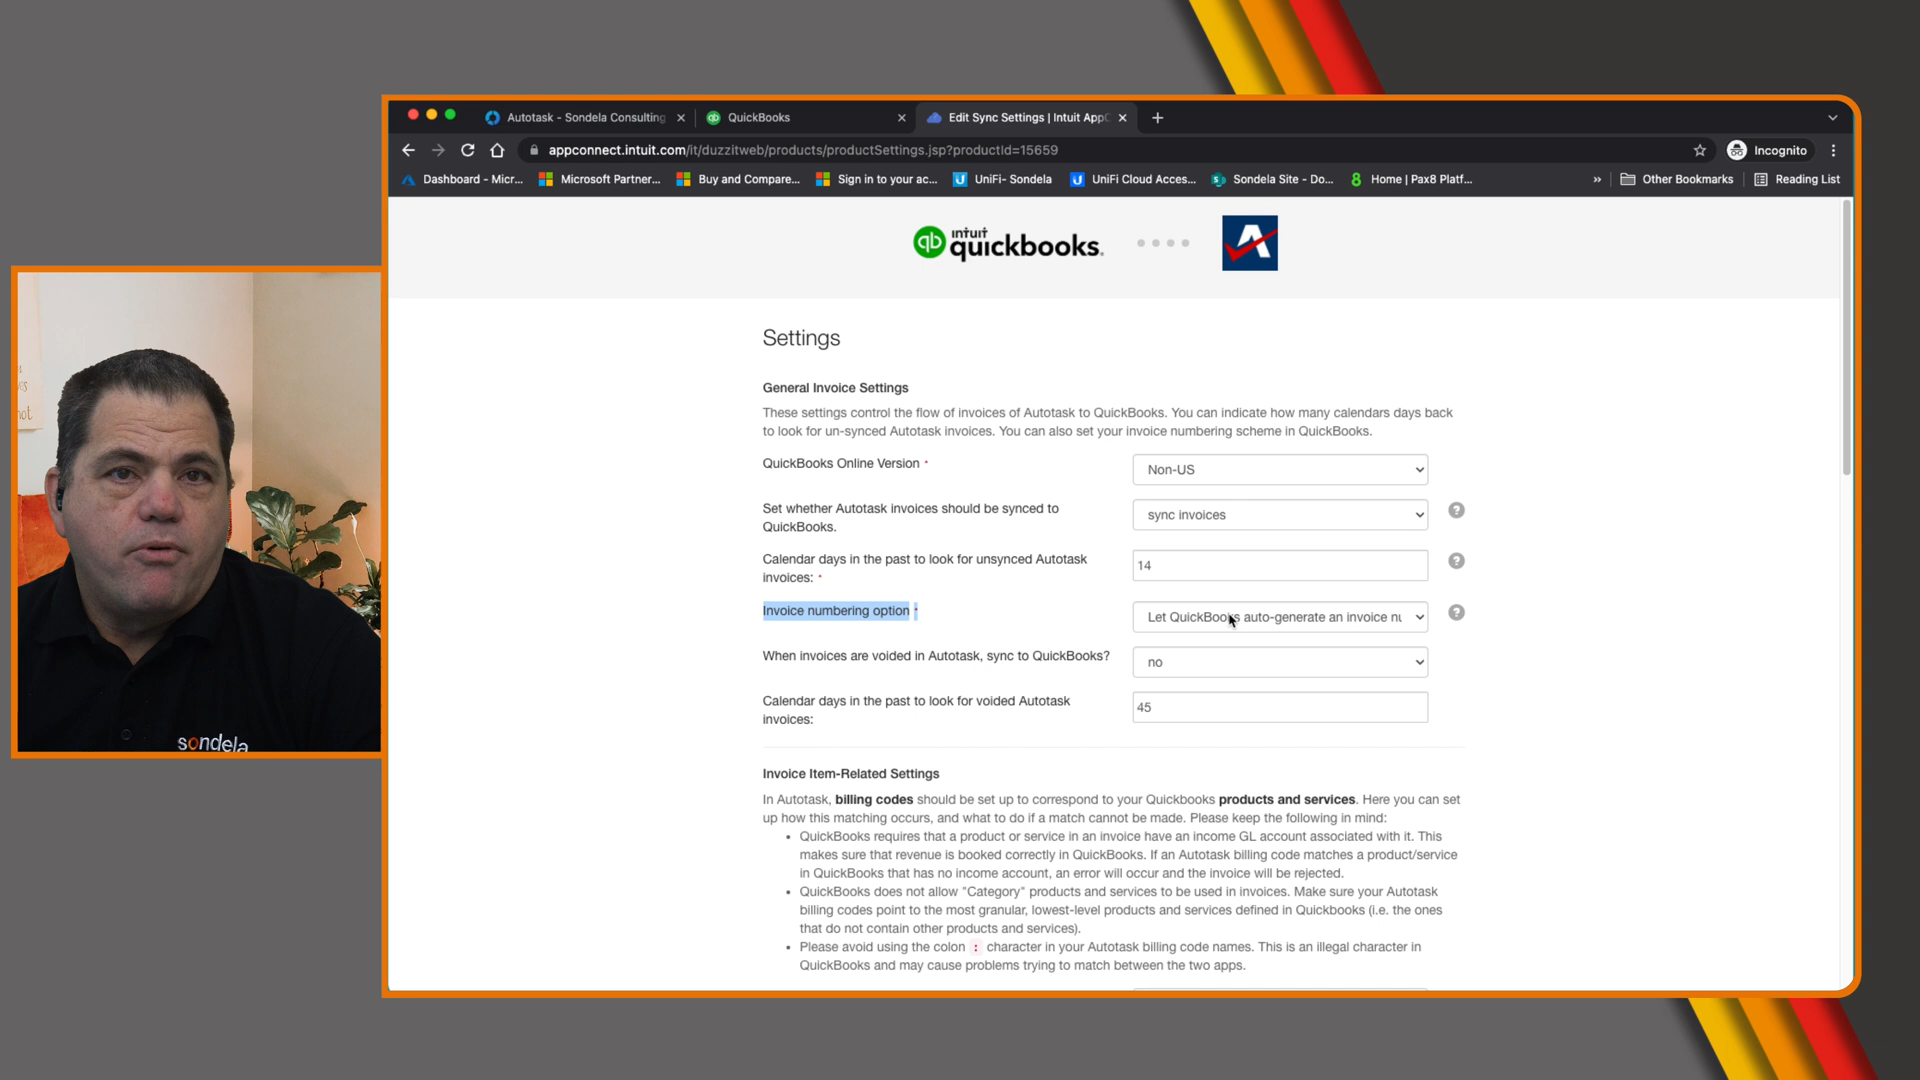 Autotask - Sondela Consulting
QuickBooks
Edit Sync Settings | Intuit AppC
appconnect.intuit.com/it/duzzitweb/products/productSettings.jsp?productId=15659
Incognito
Dashboard - Micr...
Microsoft Partner...
Buy and Compare...
Sign in to your ac...
UniFi- Sondela
UniFi Cloud Acces...
Sondela Site - Do...
Home | Pax8 Platf...
»
Other Bookmarks
Reading List
qb intuit quickbooks.
A
Settings
General Invoice Settings
These settings control the flow of invoices of Autotask to QuickBooks. You can indicate how many calendars days back
to look for un-synced Autotask invoices. You can also set your invoice numbering scheme in QuickBooks.
QuickBooks Online Version *
Non-US
Set whether Autotask invoices should be synced to
QuickBooks.
sync invoices
?
Calendar days in the past to look for unsynced Autotask
invoices: *
14
?
Invoice numbering option *
Let QuickBooks auto-generate an invoice nu
?
When invoices are voided in Autotask, sync to QuickBooks?
no
Calendar days in the past to look for voided Autotask
invoices:
45
Invoice Item-Related Settings
In Autotask, billing codes should be set up to correspond to your Quickbooks products and services. Here you can set
up how this matching occurs, and what to do if a match cannot be made. Please keep the following in mind:
• QuickBooks requires that a product or service in an invoice have an income GL account associated with it. This
makes sure that revenue is booked correctly in QuickBooks. If an Autotask billing code matches a product/service
in QuickBooks that has no income account, an error will occur and the invoice will be rejected.
• QuickBooks does not allow "Category" products and services to be used in invoices. Make sure your Autotask
billing codes point to the most granular, lowest-level products and services defined in Quickbooks (i.e. the ones
that do not contain other products and services).
• Please avoid using the colon : character in your Autotask billing code names. This is an illegal character in
QuickBooks and may cause problems trying to match between the two apps.
sondela